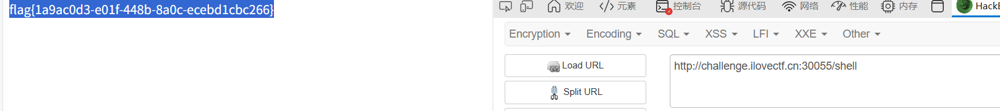 flag{1a9ac0d3-e01f-448b-8a0c-ecebd1cbc266}
欢迎 </> 元素 控制台 源代码 网络 性能 内存 HackB
Encryption Encoding SQL XSS LFI XXE Other
Load URL
http://challenge.ilovectf.cn:30055/shell
Split URL